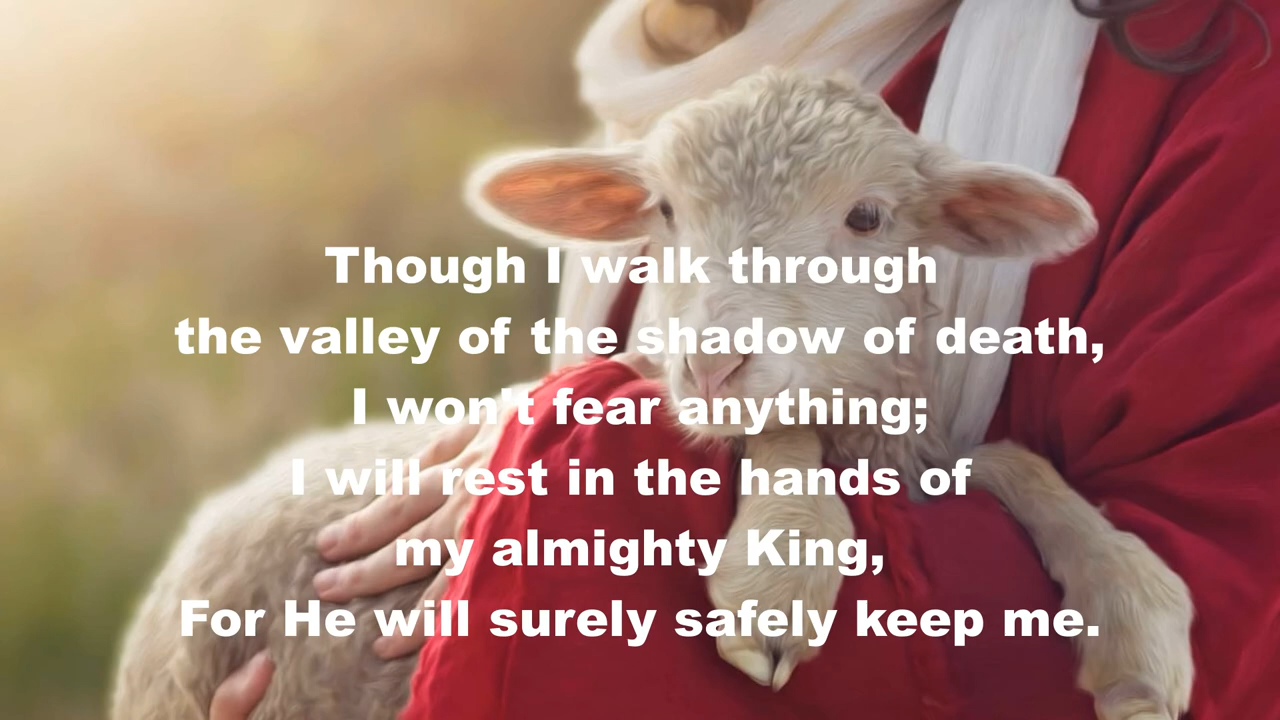 Though I walk through
the valley of the shadow of death,
I won't fear anything;
I will rest in the hands of
my almighty King,
For He will surely safely keep me.